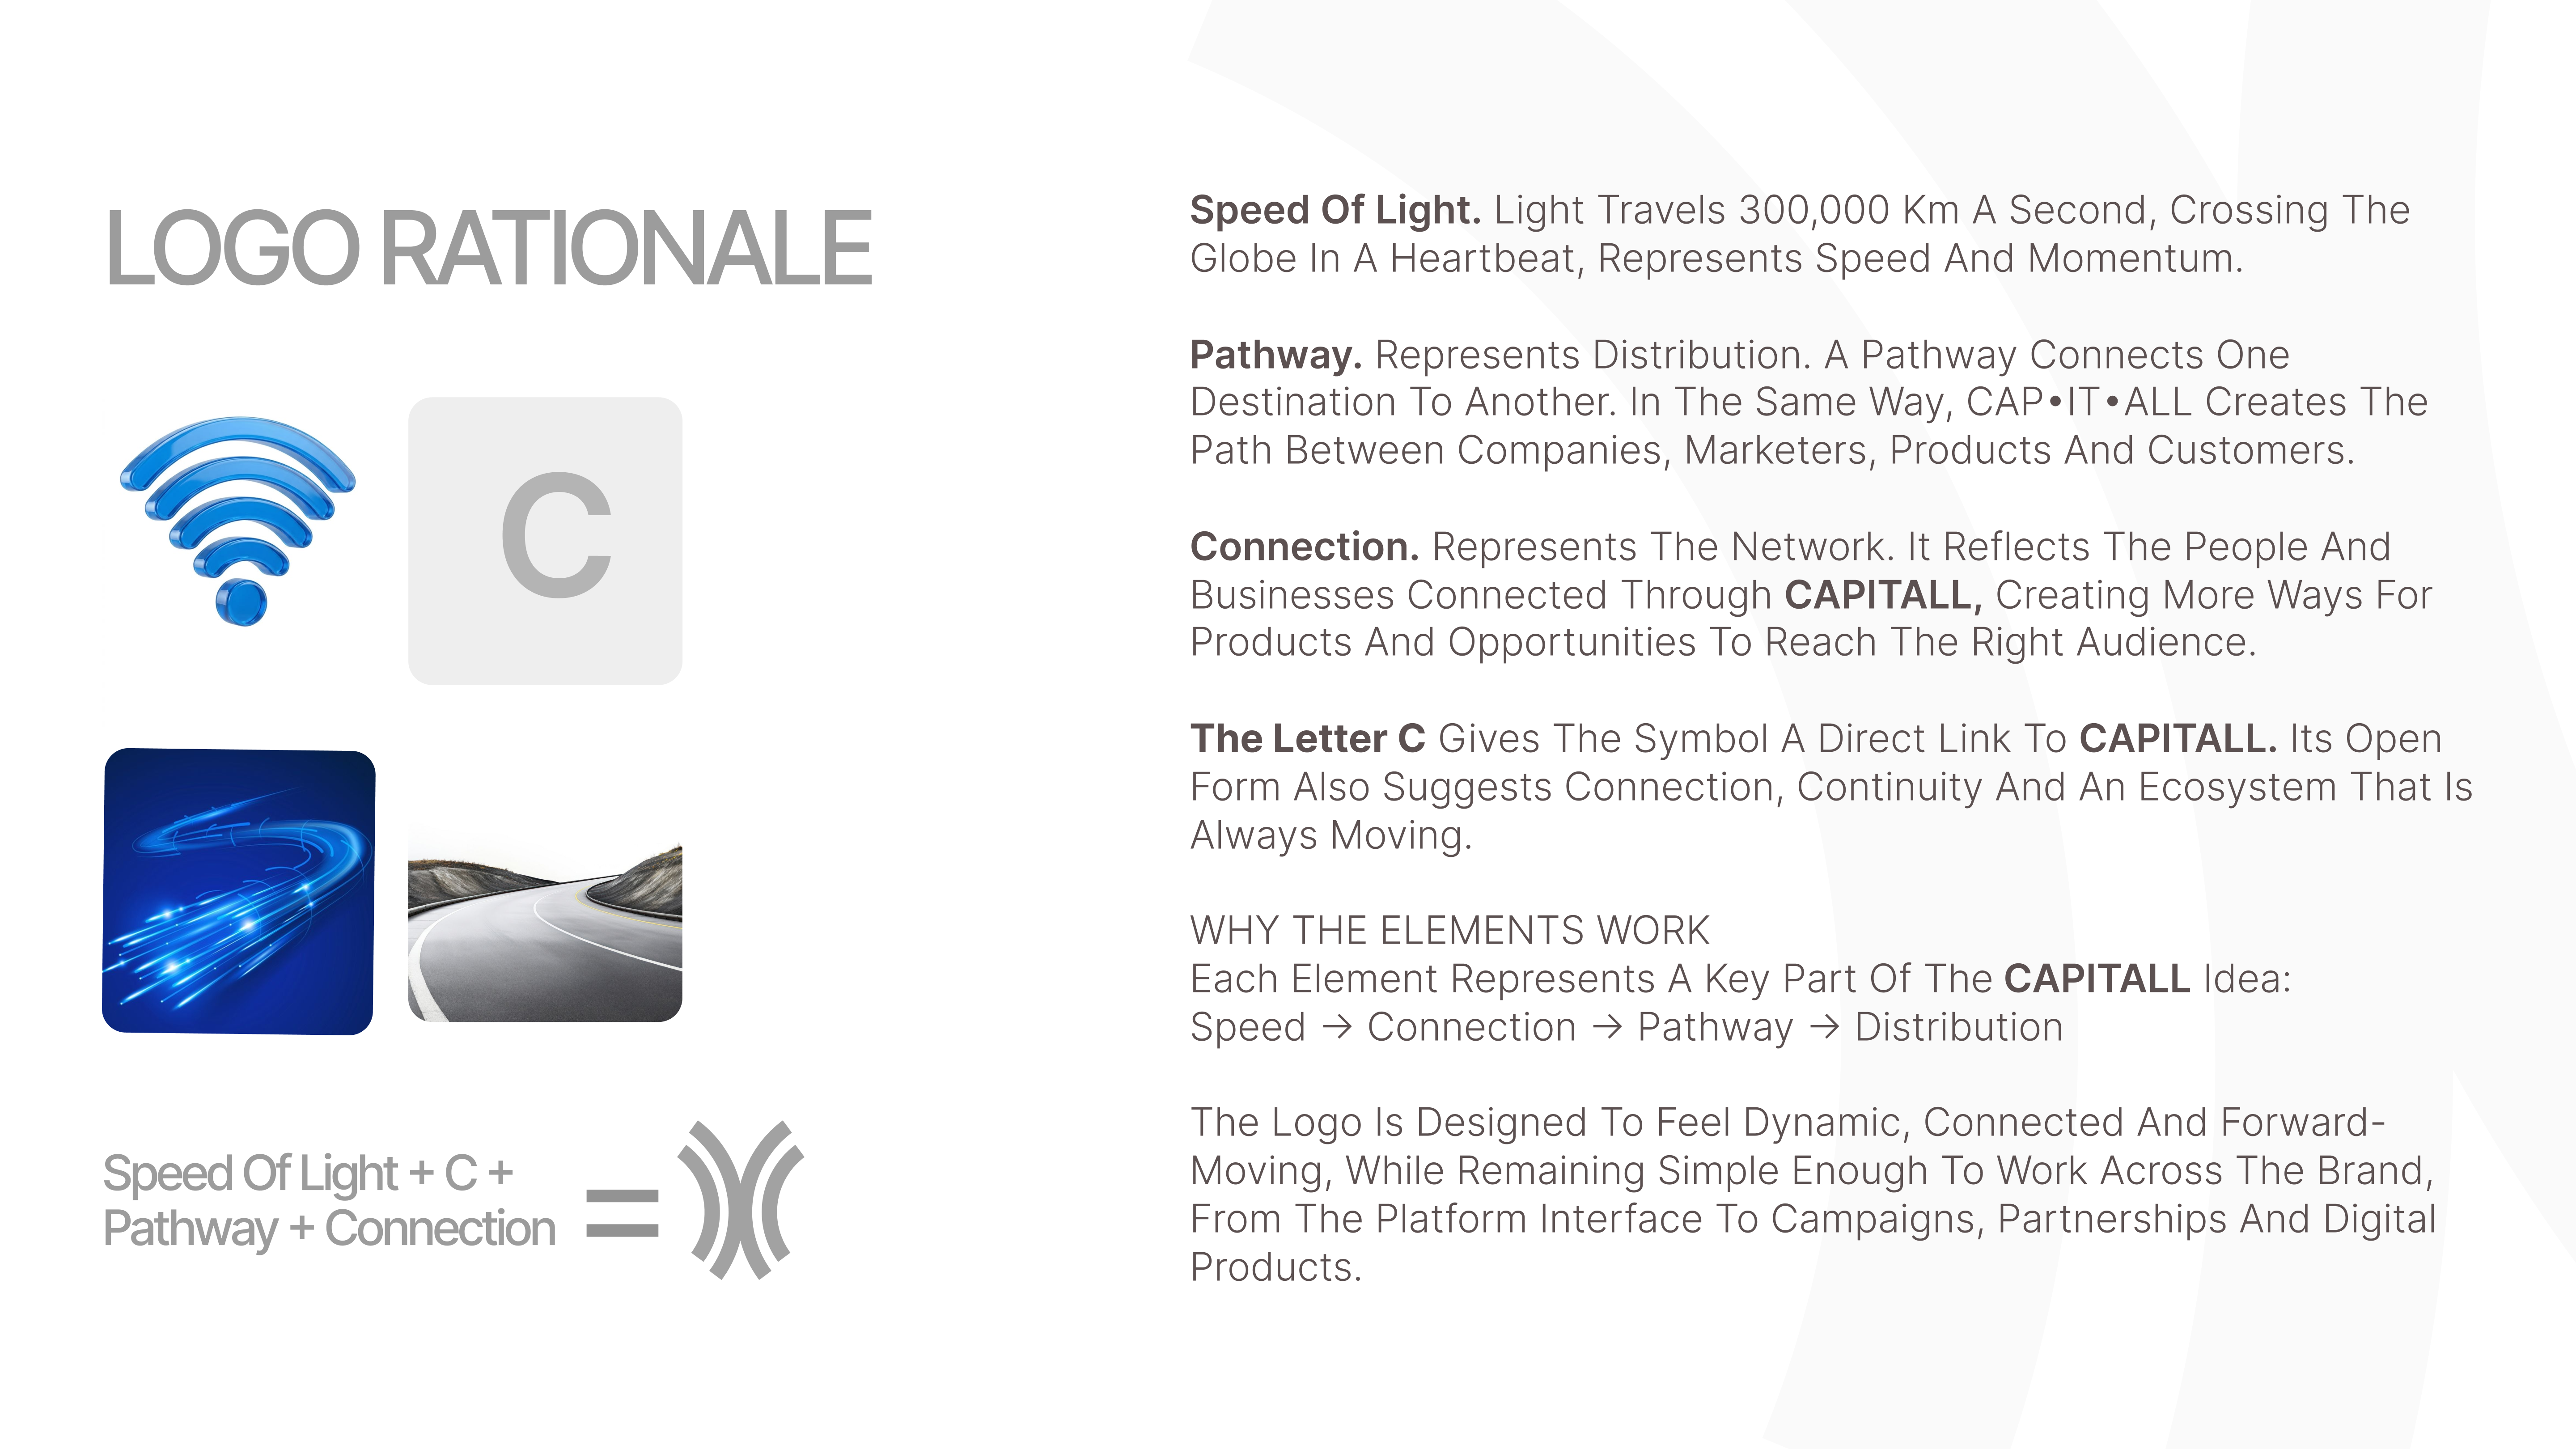 LOGO RATIONALE
C
Speed Of Light + C +
Pathway + Connection
=
Speed Of Light. Light Travels 300,000 Km A Second, Crossing The
Globe In A Heartbeat, Represents Speed And Momentum.
Pathway. Represents Distribution. A Pathway Connects One
Destination To Another. In The Same Way, CAP•IT•ALL Creates The
Path Between Companies, Marketers, Products And Customers.
Connection. Represents The Network. It Reflects The People And
Businesses Connected Through CAPITALL, Creating More Ways For
Products And Opportunities To Reach The Right Audience.
The Letter C Gives The Symbol A Direct Link To CAPITALL. Its Open
Form Also Suggests Connection, Continuity And An Ecosystem That Is
Always Moving.
WHY THE ELEMENTS WORK
Each Element Represents A Key Part Of The CAPITALL Idea:
Speed → Connection → Pathway → Distribution
The Logo Is Designed To Feel Dynamic, Connected And Forward-
Moving, While Remaining Simple Enough To Work Across The Brand,
From The Platform Interface To Campaigns, Partnerships And Digital
Products.